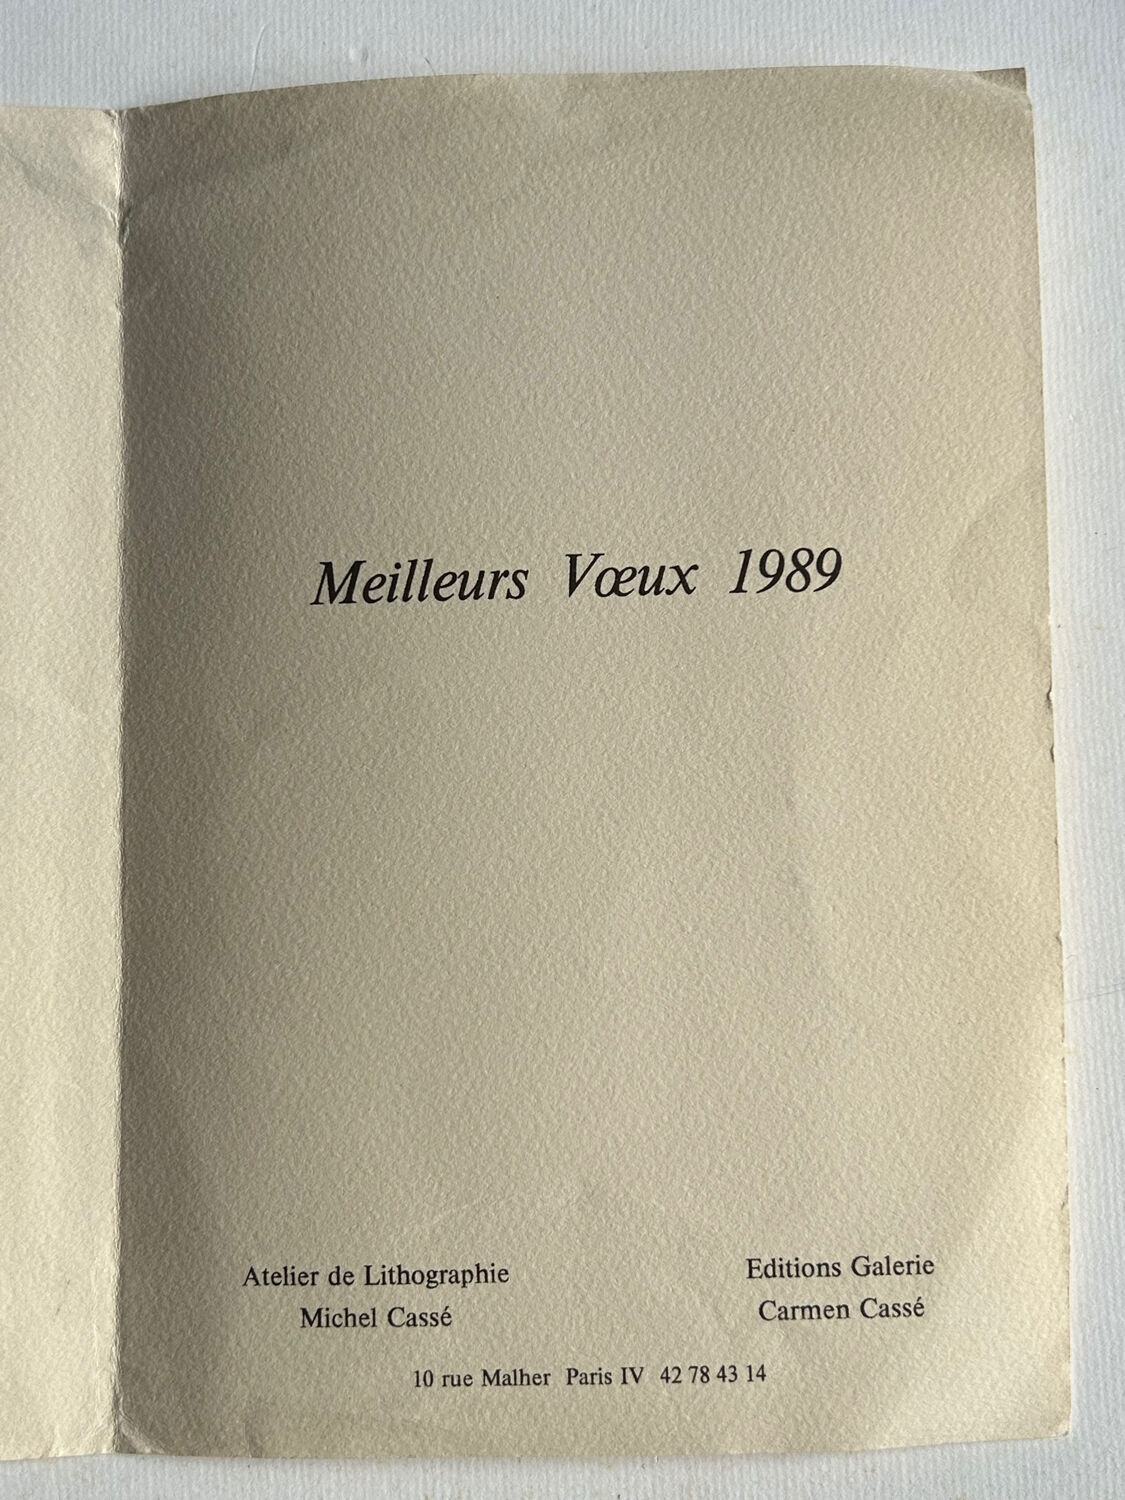 Meilleurs Vœux 1989
Atelier de Lithographie
Michel Cassé
Editions Galerie
Carmen Cassé
10 rue Malher Paris IV 42 78 43 14